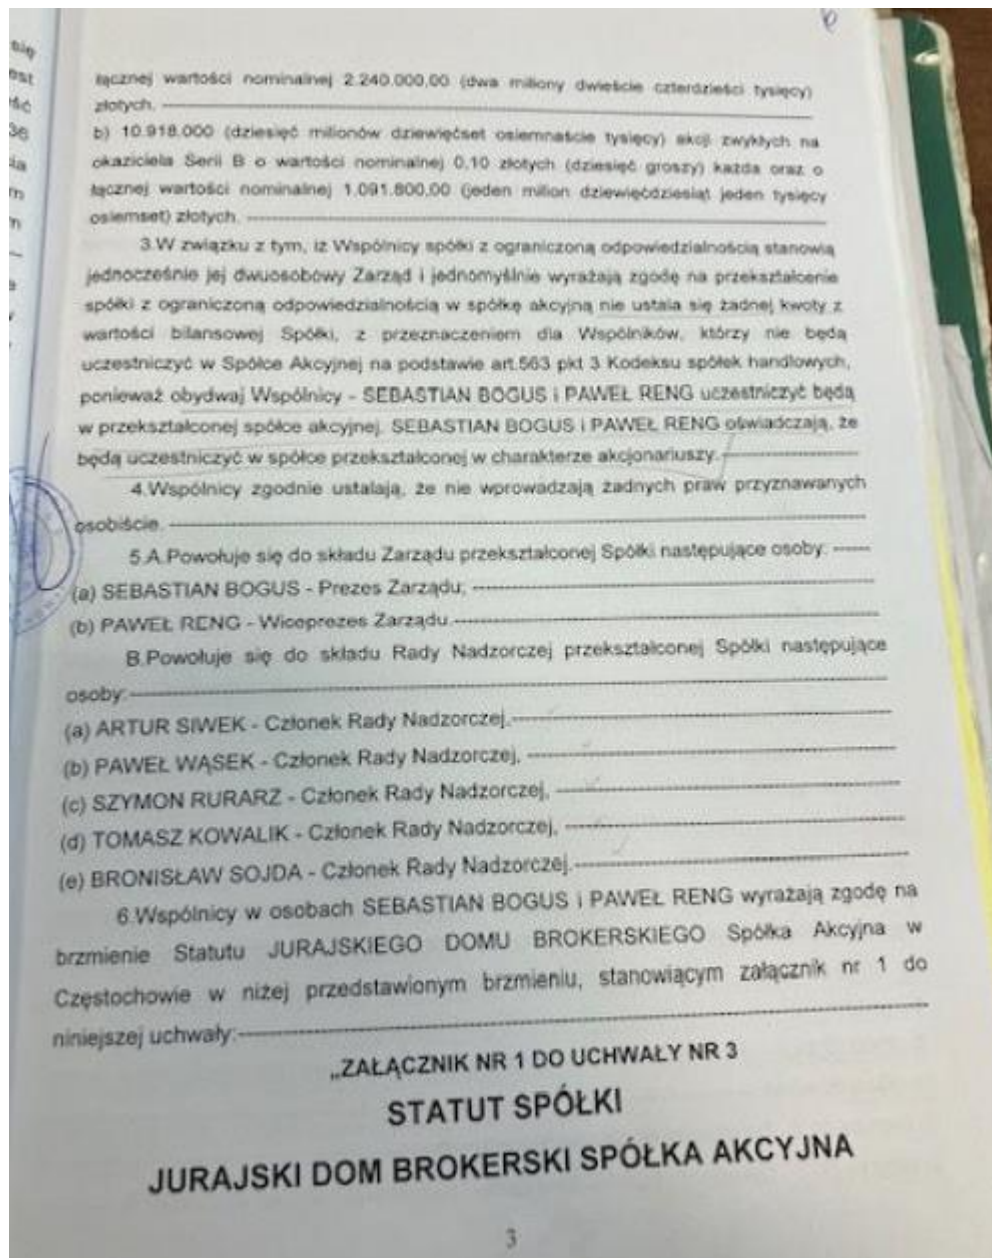 łącznej wartości nominalnej 2.240.000,00 (dwa miliony dwieście czterdzieści tysięcy)
złotych.
b) 10.918.000 (dziesięć milionów dziewięćset osiemnaście tysięcy) akcji zwykłych na
okaziciela Serii B o wartości nominalnej 0,10 złotych (dziesięć groszy) każda oraz o
łącznej wartości nominalnej 1.091.800,00 (jeden milion dziewięćdziesiąt jeden tysięcy
osiemset) złotych.
3.W związku z tym, iż Wspólnicy spółki z ograniczoną odpowiedzialnością stanowią
jednocześnie jej dwuosobowy Zarząd i jednomyślnie wyrażają zgodę na przekształcenie
spółki z ograniczoną odpowiedzialnością w spółkę akcyjną nie ustala się żadnej kwoty z
wartości bilansowej Spółki, z przeznaczeniem dla Wspólników, którzy nie będą
uczestniczyć w Spółce Akcyjnej na podstawie art.563 pkt 3 Kodeksu spółek handlowych,
ponieważ obydwaj Wspólnicy - SEBASTIAN BOGUS i PAWEŁ RENG uczestniczyć będą
w przekształconej spółce akcyjnej. SEBASTIAN BOGUS i PAWEŁ RENG oświadczają, że
będą uczestniczyć w spółce przekształconej w charakterze akcjonariuszy.
4.Wspólnicy zgodnie ustalają, że nie wprowadzają żadnych praw przyznawanych
osobiście.
5.A.Powołuje się do składu Zarządu przekształconej Spółki następujące osoby:
(a) SEBASTIAN BOGUS - Prezes Zarządu,
(b) PAWEŁ RENG - Wiceprezes Zarządu.
B.Powołuje się do składu Rady Nadzorczej przekształconej Spółki następujące
osoby:
(a) ARTUR SIWEK - Członek Rady Nadzorczej,
(b) PAWEŁ WĄSEK - Członek Rady Nadzorczej,
(c) SZYMON RURARZ - Członek Rady Nadzorczej,
(d) TOMASZ KOWALIK - Członek Rady Nadzorczej,
(e) BRONISŁAW SOJDA - Członek Rady Nadzorczej.
6.Wspólnicy w osobach SEBASTIAN BOGUS i PAWEŁ RENG wyrażają zgodę na
brzmienie Statutu JURAJSKIEGO DOMU BROKERSKIEGO Spółka Akcyjna w
Częstochowie w niżej przedstawionym brzmieniu, stanowiącym załącznik nr 1 do
niniejszej uchwały:
„ZAŁĄCZNIK NR 1 DO UCHWAŁY NR 3
STATUT SPÓŁKI
JURAJSKI DOM BROKERSKI SPÓŁKA AKCYJNA
3